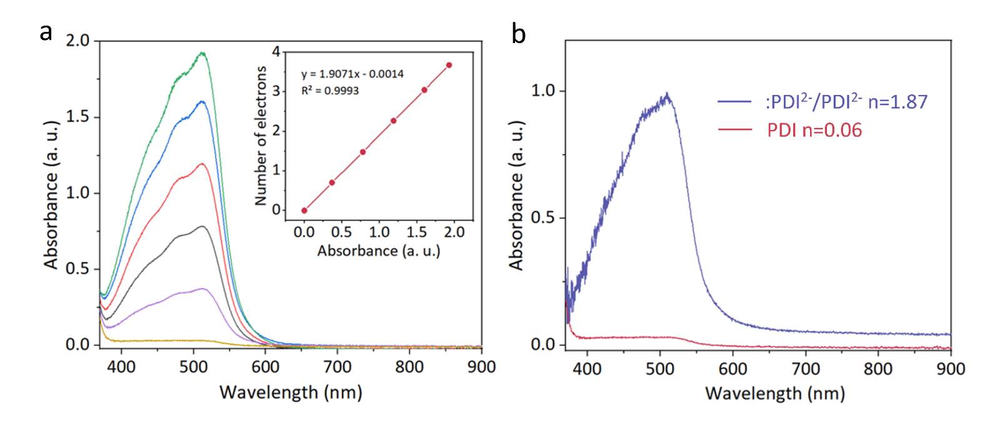 a
2.0
1.5
1.0
0.5
0.0
400 500 600 700 800 900
Wavelength (nm)
Absorbance (a. u.)
4
3
2
1
0
0.0 0.5 1.0 1.5 2.0
Absorbance (a. u.)
Number of electrons
y = 1.9071x - 0.0014
R² = 0.9993
b
1.0
0.5
0.0
400 500 600 700 800 900
Wavelength (nm)
Absorbance (a. u.)
:PDI²⁻/PDI²⁻ n=1.87
PDI n=0.06